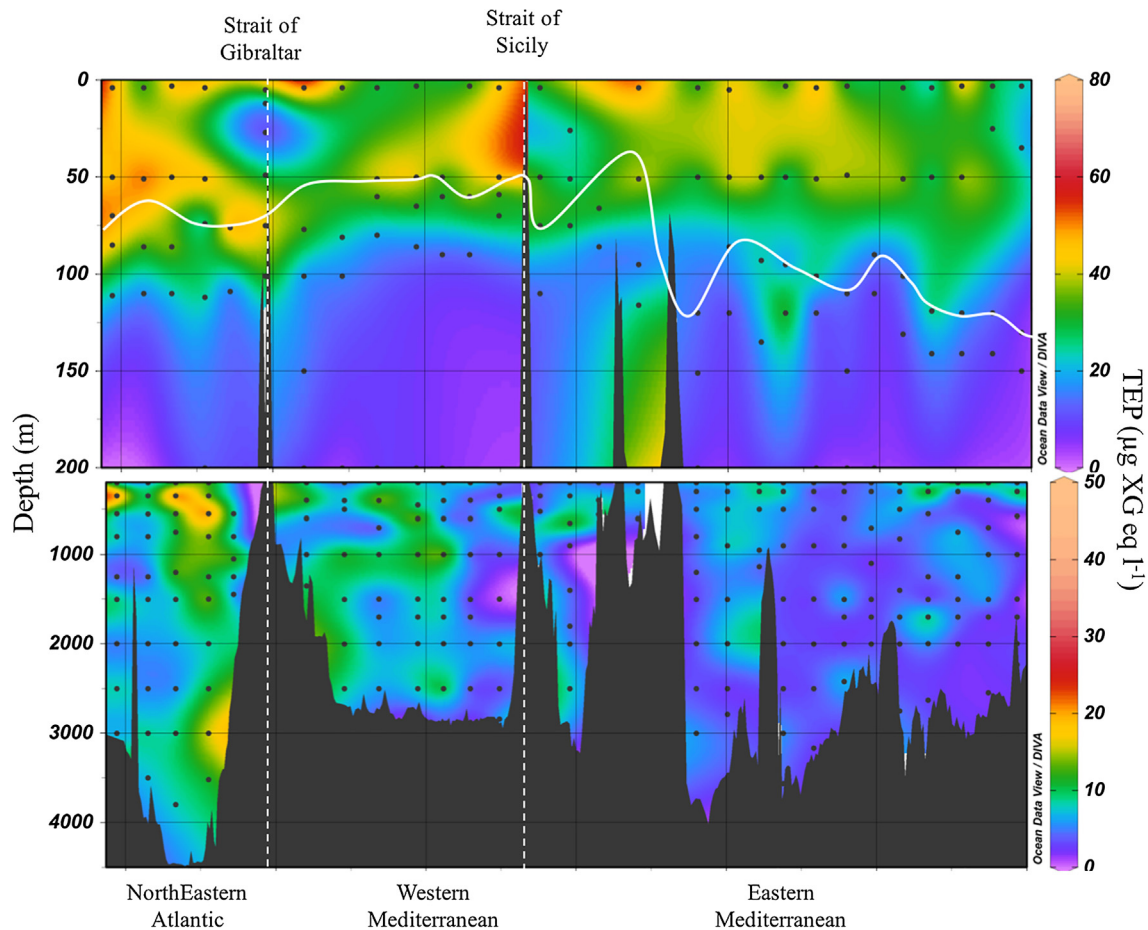 Strait of
Gibraltar
Strait of
Sicily
0
50
100
150
200
Ocean Data View / DIVA
80
60
40
20
0
Depth (m)
TEP (µg XG eq l-1)
1000
2000
3000
4000
Ocean Data View / DIVA
50
40
30
20
10
0
NorthEastern
Atlantic
Western
Mediterranean
Eastern
Mediterranean